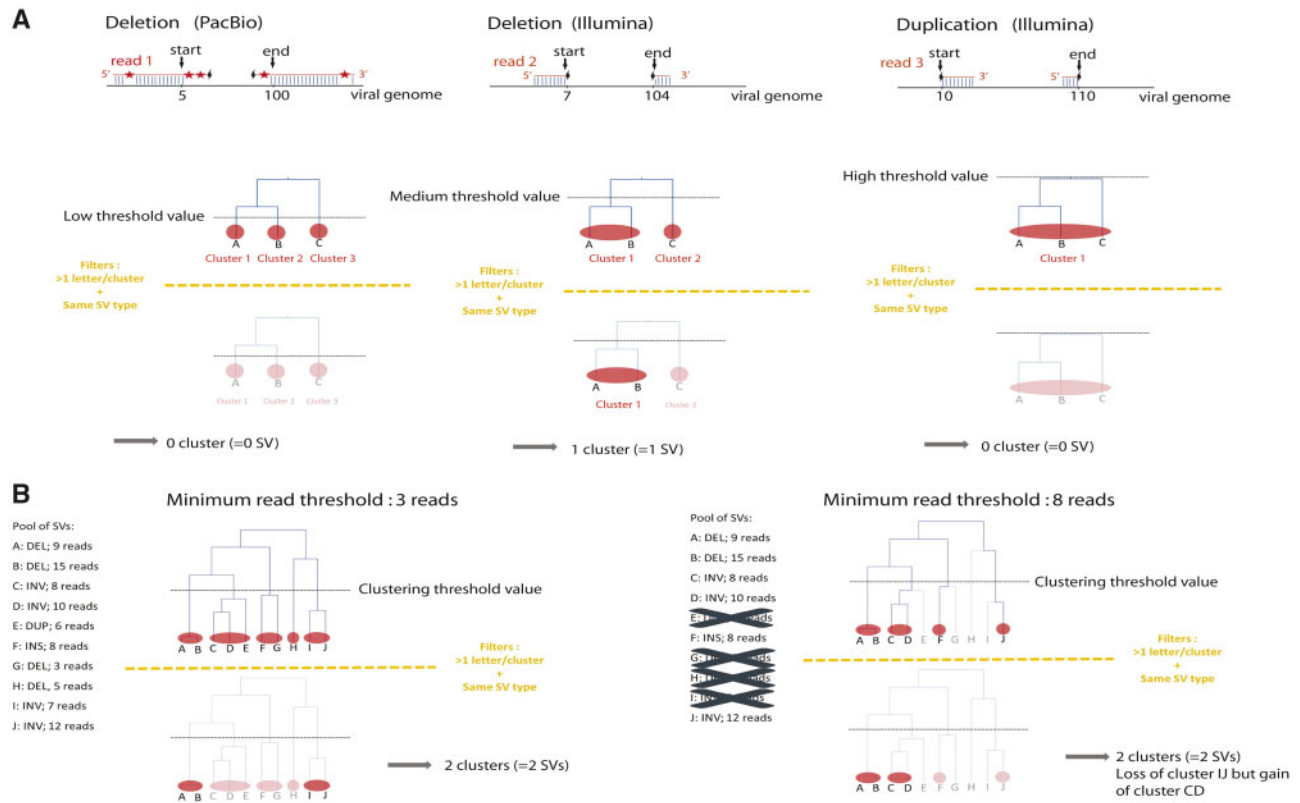 A
Deletion (PacBio)
start
end
read 1
5'
3'
5
100
viral genome
Low threshold value
A
B
C
Cluster 1
Cluster 2
Cluster 3
Filters :
>1 letter/cluster
+
Same SV type
A
B
C
Cluster 1
Cluster 2
Cluster 3
0 cluster (=0 SV)
Deletion (Illumina)
start
end
read 2
5'
3'
7
104
viral genome
Medium threshold value
A
B
C
Cluster 1
Cluster 2
Filters :
>1 letter/cluster
+
Same SV type
A
B
C
Cluster 1
Cluster 2
1 cluster (=1 SV)
Duplication (Illumina)
start
end
read 3
3'
5'
10
110
viral genome
High threshold value
A
B
C
Cluster 1
Filters :
>1 letter/cluster
+
Same SV type
A
B
C
0 cluster (=0 SV)
B
Minimum read threshold : 3 reads
Pool of SVs:
A: DEL; 9 reads
B: DEL; 15 reads
C: INV; 8 reads
D: INV; 10 reads
E: DUP; 6 reads
F: INS; 8 reads
G: DEL; 3 reads
H: DEL, 5 reads
I: INV; 7 reads
J: INV; 12 reads
Clustering threshold value
A B C D E F G H I J
Filters :
>1 letter/cluster
+
Same SV type
A B C D E F G H I J
2 clusters (=2 SVs)
Minimum read threshold : 8 reads
Pool of SVs:
A: DEL; 9 reads
B: DEL; 15 reads
C: INV; 8 reads
D: INV; 10 reads
E: reads
F: INS; 8 reads
G: reads
H: reads
I: reads
J: INV; 12 reads
Clustering threshold value
A B C D E F G H I J
Filters :
>1 letter/cluster
+
Same SV type
A B C D E F G H I J
2 clusters (=2 SVs)
Loss of cluster IJ but gain
of cluster CD